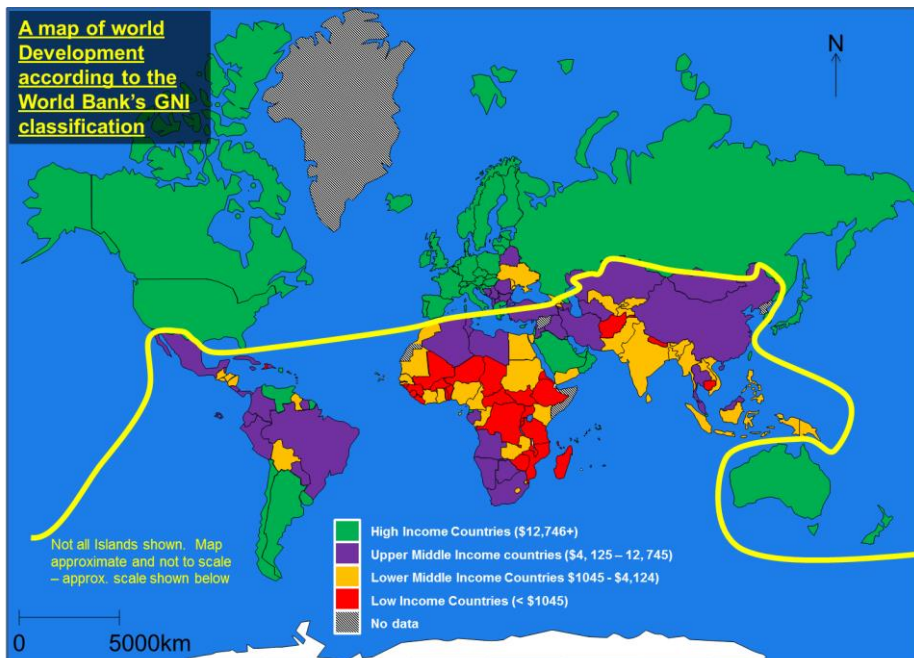 A map of world
Development
according to the
World Bank's GNI
classification
N
Not all Islands shown. Map
approximate and not to scale
– approx. scale shown below
High Income Countries ($12,746+)
Upper Middle Income countries ($4, 125 – 12, 745)
Lower Middle Income Countries $1045 - $4,124)
Low Income Countries (< $1045)
No data
0 5000km